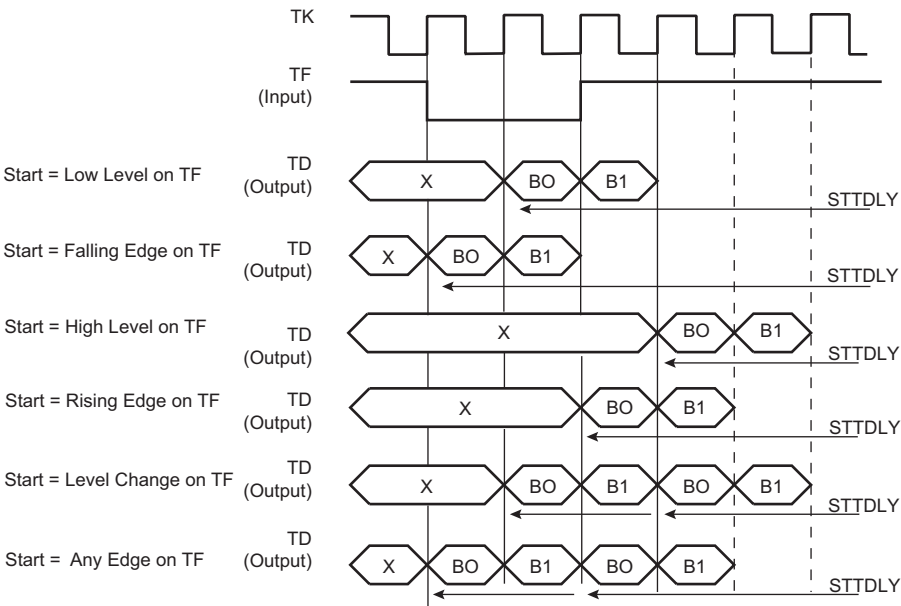 TK
TF
(Input)
Start = Low Level on TF
TD
(Output)
X
BO
B1
STTDLY
Start = Falling Edge on TF
TD
(Output)
X
BO
B1
STTDLY
Start = High Level on TF
TD
(Output)
X
BO
B1
STTDLY
Start = Rising Edge on TF
TD
(Output)
X
BO
B1
STTDLY
Start = Level Change on TF
TD
(Output)
X
BO
B1
BO
B1
STTDLY
Start = Any Edge on TF
TD
(Output)
X
BO
B1
BO
B1
STTDLY